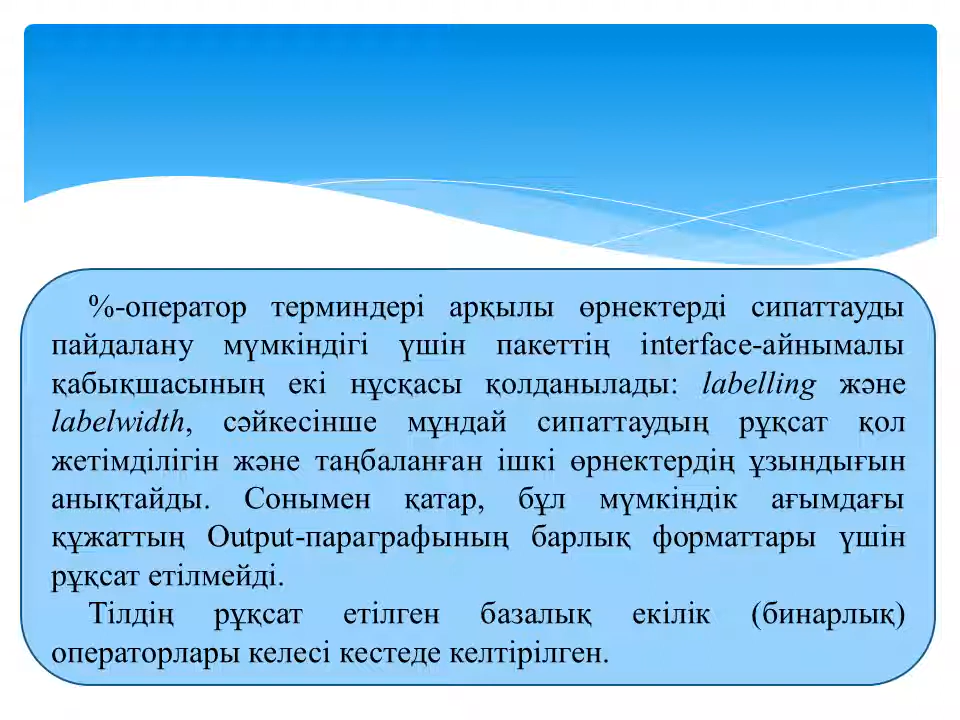 %-оператор терминдері арқылы өрнектерді сипаттауды
пайдалану мүмкіндігі үшін пакеттің interface-айнымалы
қабықшасының екі нұсқасы қолданылады: labelling және
labelwidth, сәйкесінше мұндай сипаттаудың рұқсат қол
жетімділігін және таңбаланған ішкі өрнектердің ұзындығын
анықтайды. Сонымен қатар, бұл мүмкіндік ағымдағы
құжаттың Output-параграфының барлық форматтары үшін
рұқсат етілмейді.
Тілдің рұқсат етілген базалық екілік (бинарлық)
операторлары келесі кестеде келтірілген.